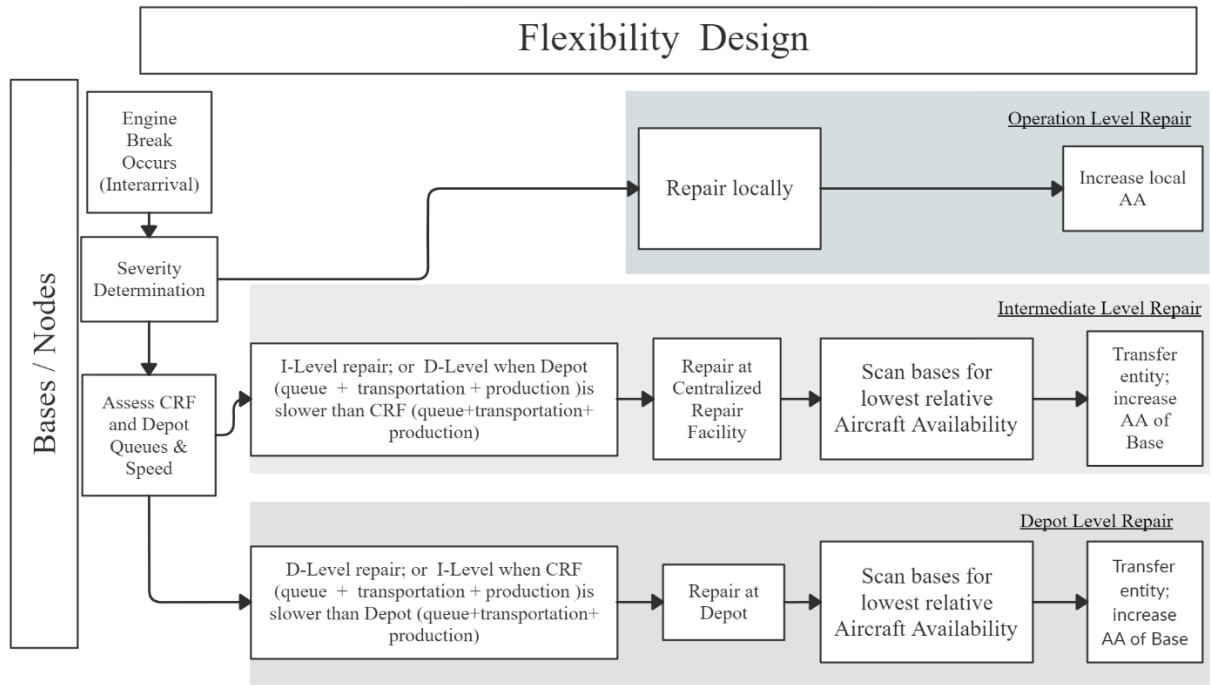 Flexibility Design
Bases / Nodes
Engine
Break
Occurs
(Interarrival)
Severity
Determination
Assess CRF
and Depot
Queues &
Speed
Operation Level Repair
Repair locally
Increase local
AA
Intermediate Level Repair
I-Level repair; or D-Level when Depot
(queue + transportation + production )is
slower than CRF (queue+transportation+
production)
Repair at
Centralized
Repair
Facility
Scan bases for
lowest relative
Aircraft Availability
Transfer
entity;
increase
AA of
Base
Depot Level Repair
D-Level repair; or I-Level when CRF
(queue + transportation + production )is
slower than Depot (queue+transportation+
production)
Repair at
Depot
Scan bases for
lowest relative
Aircraft Availability
Transfer
entity;
increase
AA of Base